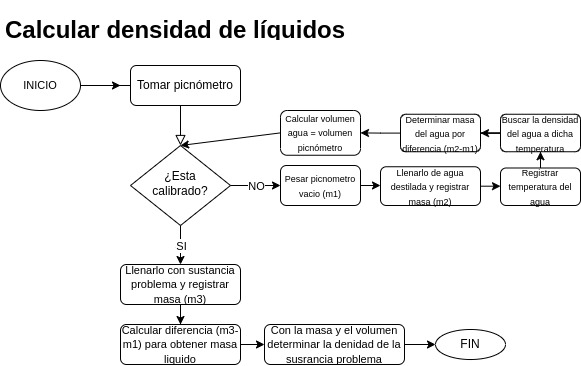 Calcular densidad de líquidos
INICIO
Tomar picnómetro
¿Esta
calibrado?
NO
Pesar picnometro
vacio (m1)
Llenarlo de agua
destilada y registrar
masa (m2)
Registrar
temperatura del
agua
Buscar la densidad
del agua a dicha
temperatura
Determinar masa
del agua por
diferencia (m2-m1)
Calcular volumen
agua = volumen
picnómetro
SI
Llenarlo con sustancia
problema y registrar
masa (m3)
Calcular diferencia (m3-
m1) para obtener masa
liquido
Con la masa y el volumen
determinar la denidad de la
susrancia problema
FIN